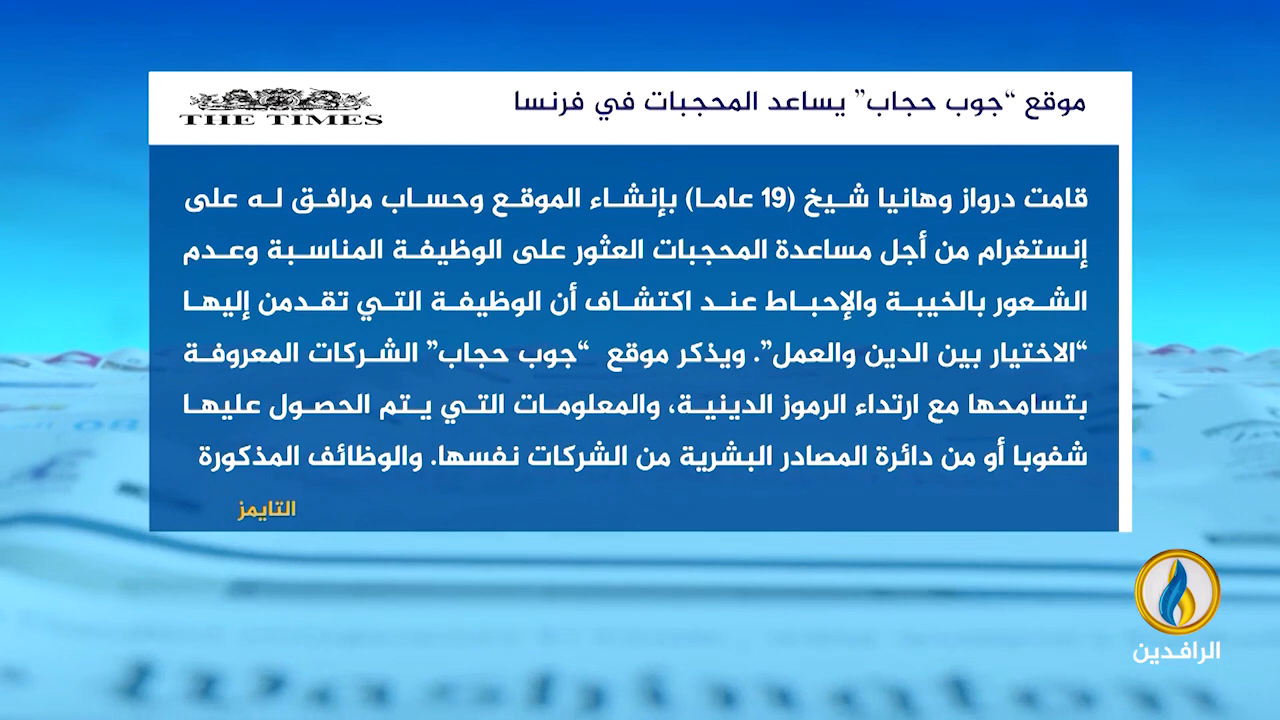 موقع “جوب حجاب” يساعد المحجبات في فرنسا
THE TIMES
قامت درواز وهانيا شيخ (19 عاما) بإنشاء الموقع وحساب مرافق له على
إنستغرام من أجل مساعدة المحجبات العثور على الوظيفة المناسبة وعدم
الشعور بالخيبة والإحباط عند اكتشاف أن الوظيفة التي تقدمن إليها
“الاختيار بين الدين والعمل”. ويذكر موقع “جوب حجاب” الشركات المعروفة
بتسامحها مع ارتداء الرموز الدينية، والمعلومات التي يتم الحصول عليها
شفوبا أو من دائرة المصادر البشرية من الشركات نفسها. والوظائف المذكورة
التايمز
الرافدين